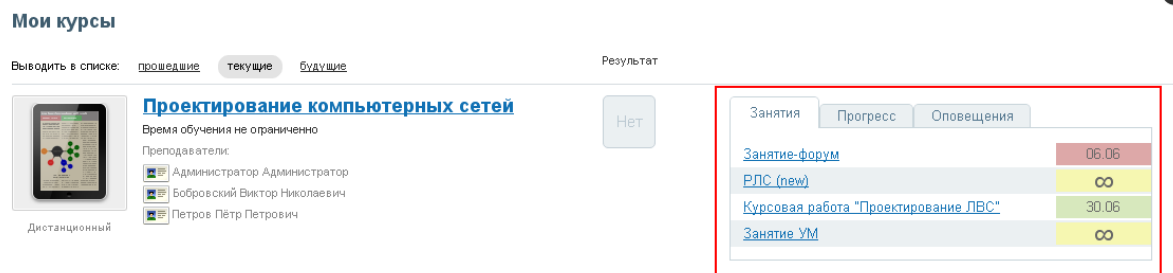 Мои курсы
Выводить в списке: прошедшие текущие будущие Результат
Проектирование компьютерных сетей
Время обучения не ограниченно
Преподаватели:
Администратор Администратор
Бобровский Виктор Николаевич
Петров Пётр Петрович
Дистанционный
Нет
Занятия Прогресс Оповещения
Занятие-форум 06.06
РЛС (new) ∞
Курсовая работа "Проектирование ЛВС" 30.06
Занятие УМ ∞